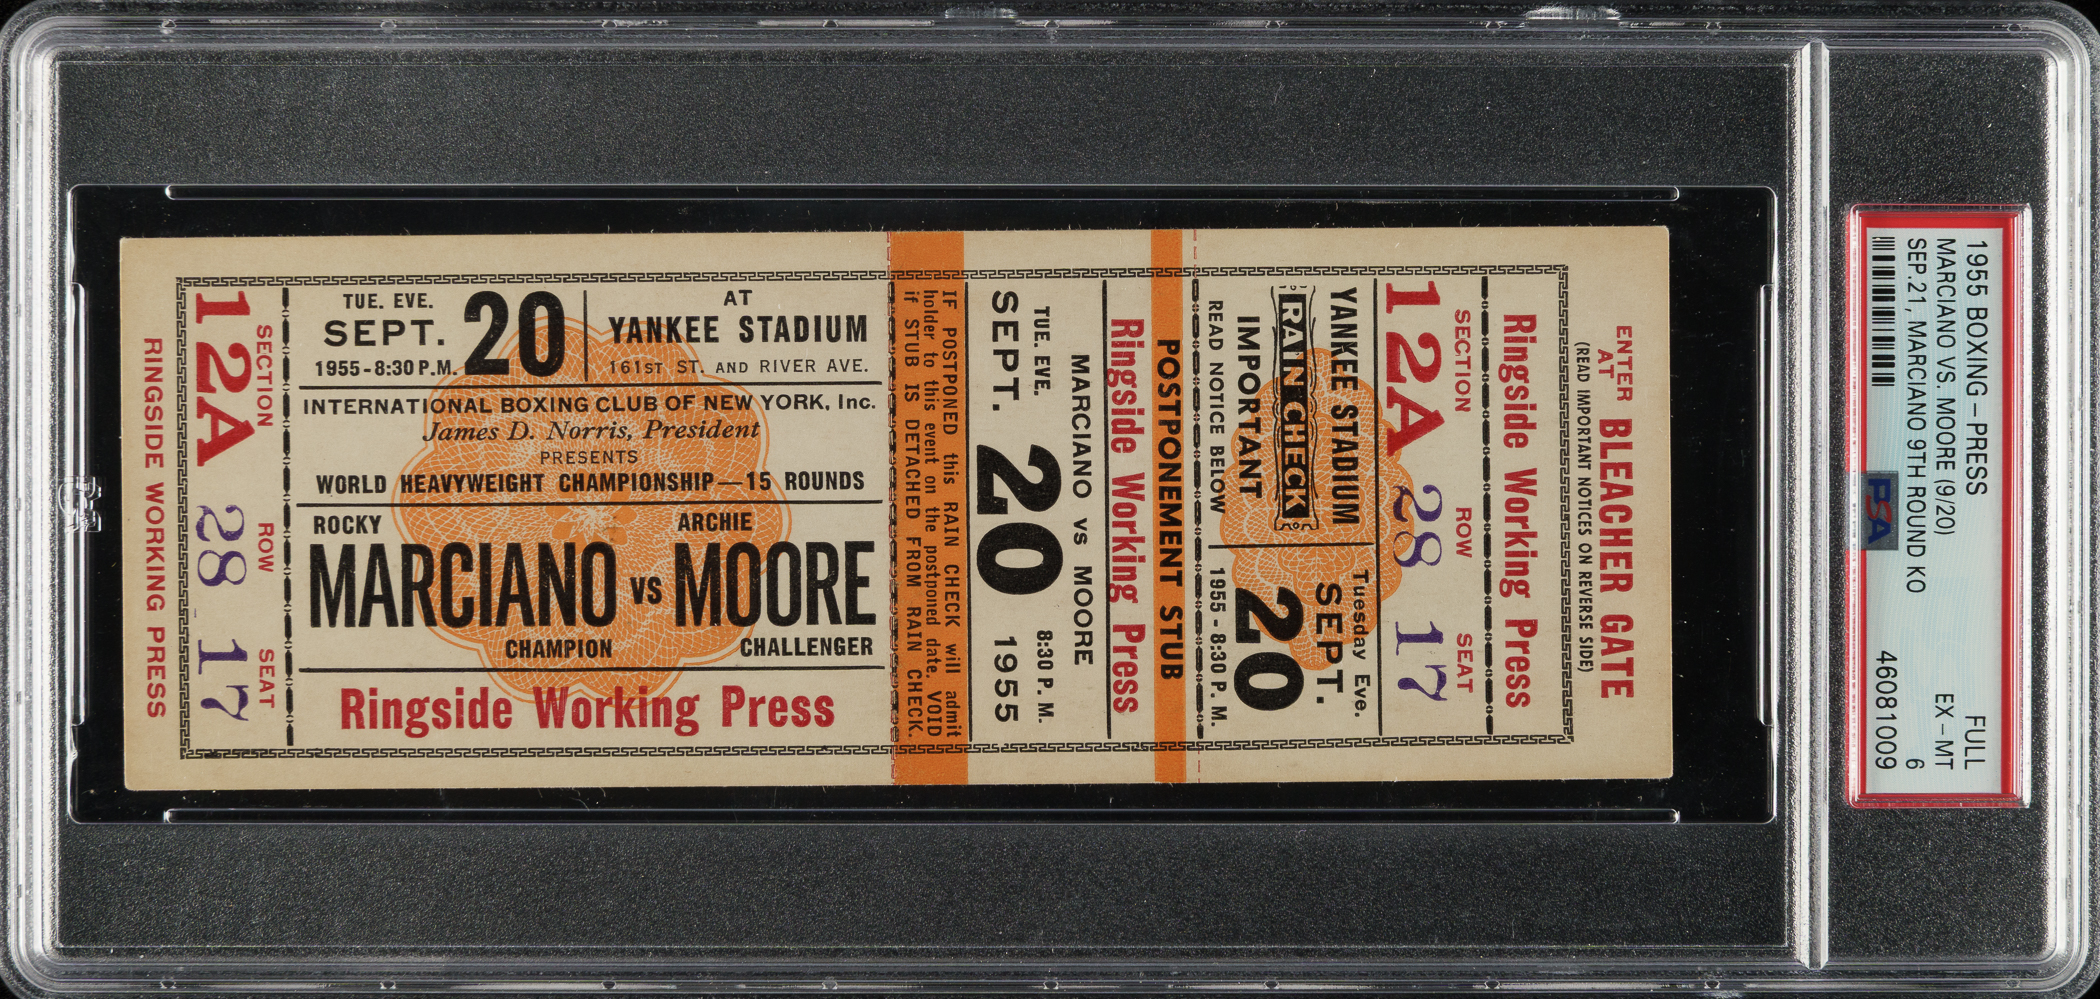 RINGSIDE WORKING PRESS
SECTION ROW SEAT
12A 28 17
TUE. EVE.
SEPT. 20
1955-8:30 P.M.
AT
YANKEE STADIUM
161ST ST. AND RIVER AVE.
INTERNATIONAL BOXING CLUB OF NEW YORK, Inc.
James D. Norris, President
PRESENTS
WORLD HEAVYWEIGHT CHAMPIONSHIP—15 ROUNDS
ROCKY ARCHIE
MARCIANO vs MOORE
CHAMPION CHALLENGER
Ringside Working Press
IF POSTPONED this RAIN CHECK will admit
holder to this event on the postponed date. VOID
if STUB IS DETACHED FROM RAIN CHECK.
TUE. EVE. 8:30 P. M.
SEPT. 20 1955
MARCIANO vs MOORE
Ringside Working Press
POSTPONEMENT STUB
YANKEE STADIUM
RAIN CHECK
IMPORTANT
READ NOTICE BELOW
Tuesday Eve.
SEPT.
20
1955 - 8:30 P. M.
SECTION ROW SEAT
12A 28 17
Ringside Working Press
ENTER AT BLEACHER GATE
(READ IMPORTANT NOTICES ON REVERSE SIDE)
1955 BOXING-PRESS FULL
MARCIANO VS. MOORE (9/20) EX-MT
SEP.21, MARCIANO 9TH ROUND KO 6
46081009
PSA